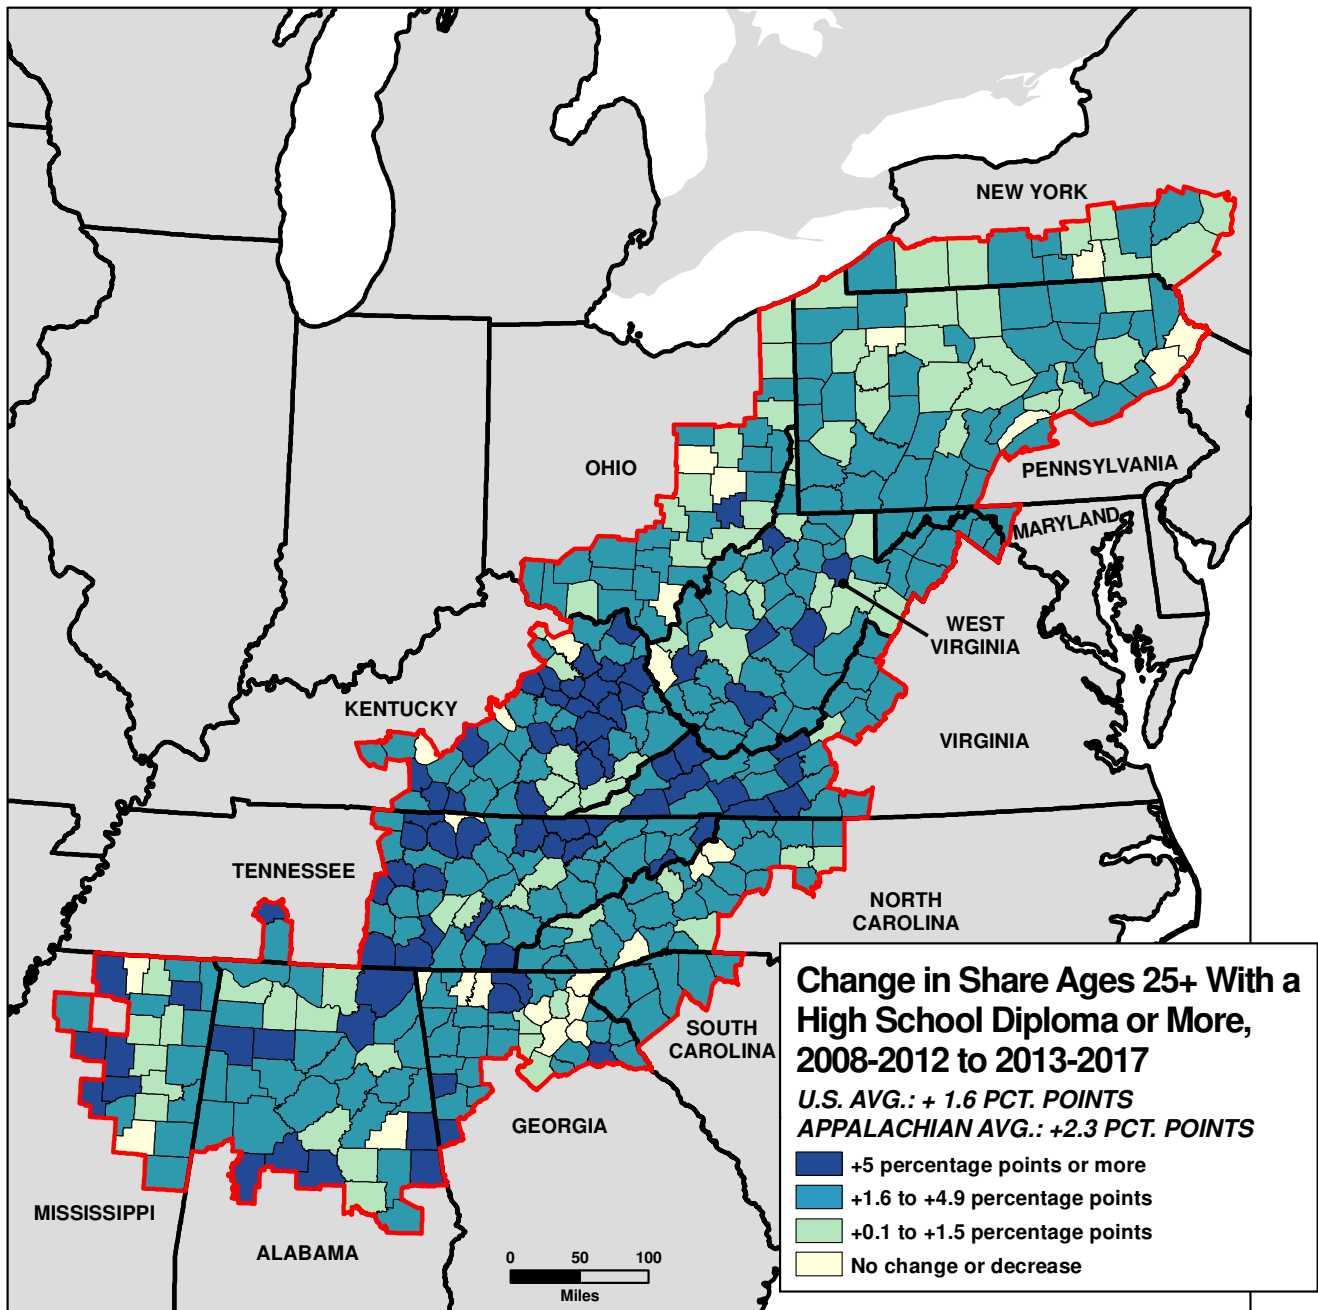 NEW YORK
OHIO
PENNSYLVANIA
MARYLAND
WEST
VIRGINIA
KENTUCKY
VIRGINIA
TENNESSEE
NORTH
CAROLINA
SOUTH
CAROLINA
GEORGIA
MISSISSIPPI
ALABAMA
0 50 100
Miles
Change in Share Ages 25+ With a
High School Diploma or More,
2008-2012 to 2013-2017
U.S. AVG.: + 1.6 PCT. POINTS
APPALACHIAN AVG.: +2.3 PCT. POINTS
+5 percentage points or more
+1.6 to +4.9 percentage points
+0.1 to +1.5 percentage points
No change or decrease